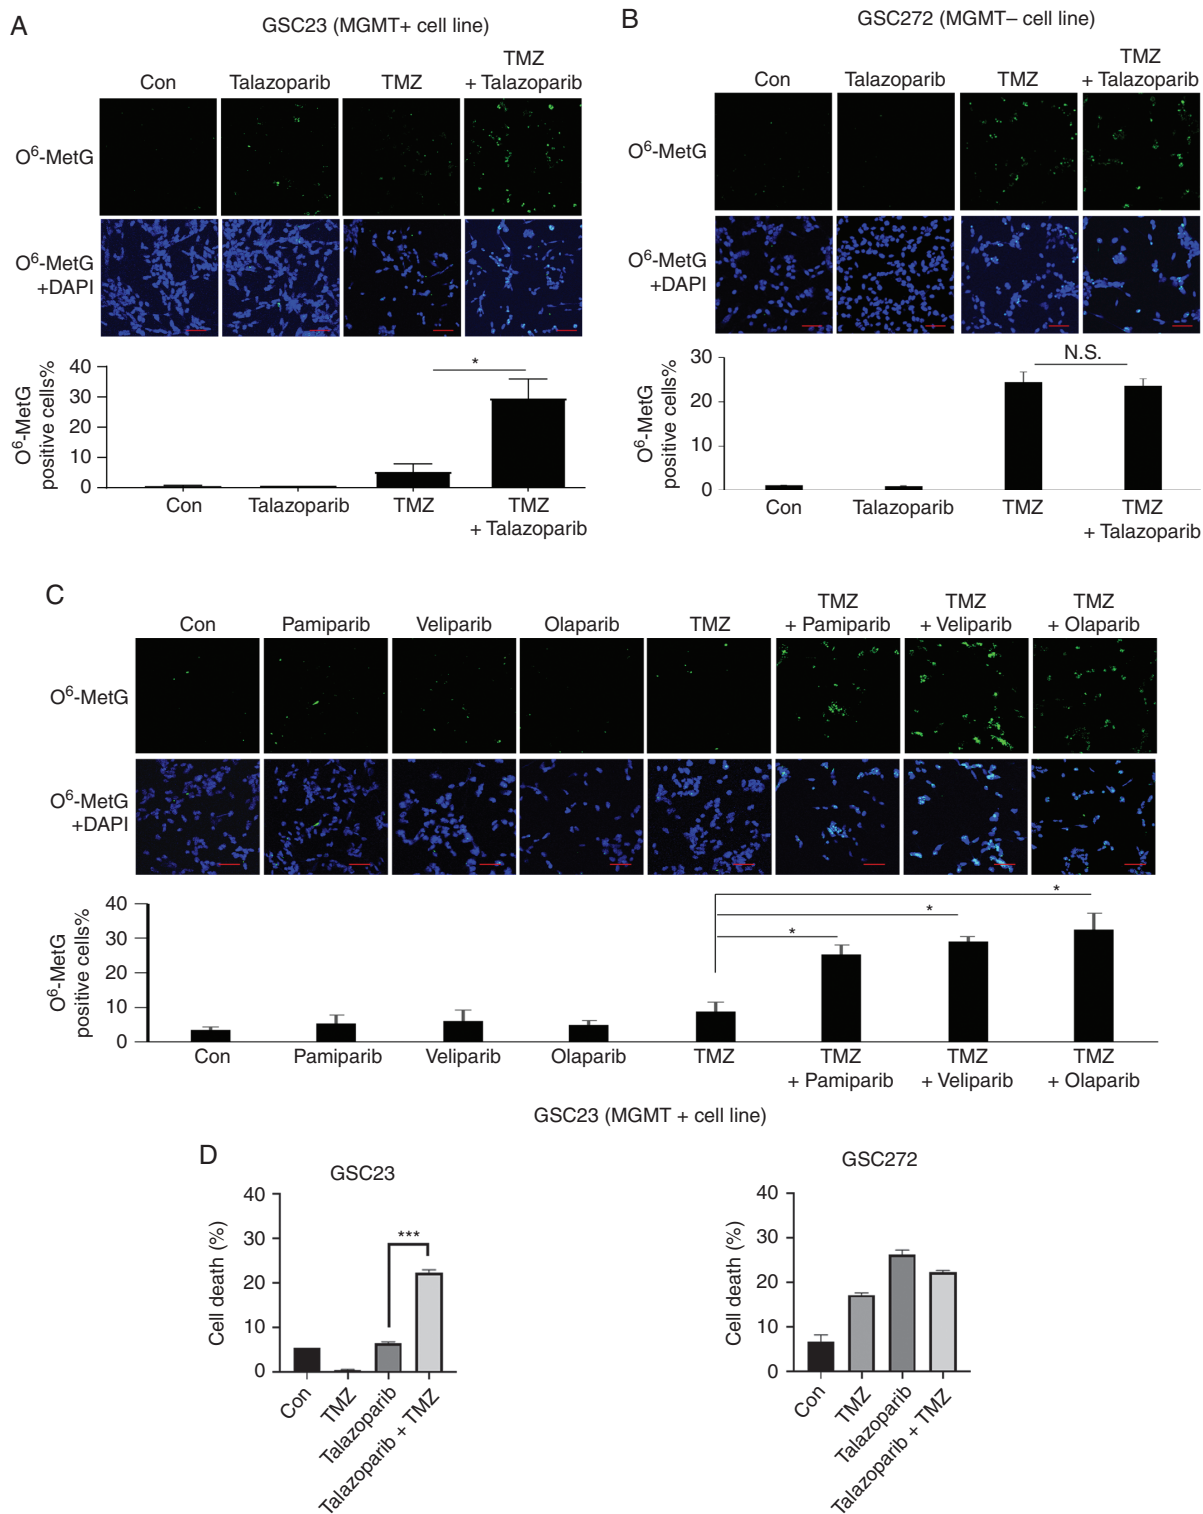 A
GSC23 (MGMT+ cell line)
Con
Talazoparib
TMZ
TMZ
+ Talazoparib
O⁶-MetG
O⁶-MetG
+DAPI
O⁶-MetG
positive cells%
40
30
20
10
0
*
Con
Talazoparib
TMZ
TMZ
+ Talazoparib
B
GSC272 (MGMT– cell line)
Con
Talazoparib
TMZ
TMZ
+ Talazoparib
O⁶-MetG
O⁶-MetG
+DAPI
O⁶-MetG
positive cells%
30
20
10
0
N.S.
Con
Talazoparib
TMZ
TMZ
+ Talazoparib
C
Con
Pamiparib
Veliparib
Olaparib
TMZ
TMZ
+ Pamiparib
TMZ
+ Veliparib
TMZ
+ Olaparib
O⁶-MetG
O⁶-MetG
+DAPI
O⁶-MetG
positive cells%
40
30
20
10
0
*
*
*
Con
Pamiparib
Veliparib
Olaparib
TMZ
TMZ
+ Pamiparib
TMZ
+ Veliparib
TMZ
+ Olaparib
GSC23 (MGMT + cell line)
D
GSC23
Cell death (%)
40
30
20
10
0
***
Con
TMZ
Talazoparib
Talazoparib + TMZ
GSC272
Cell death (%)
40
30
20
10
0
Con
TMZ
Talazoparib
Talazoparib + TMZ